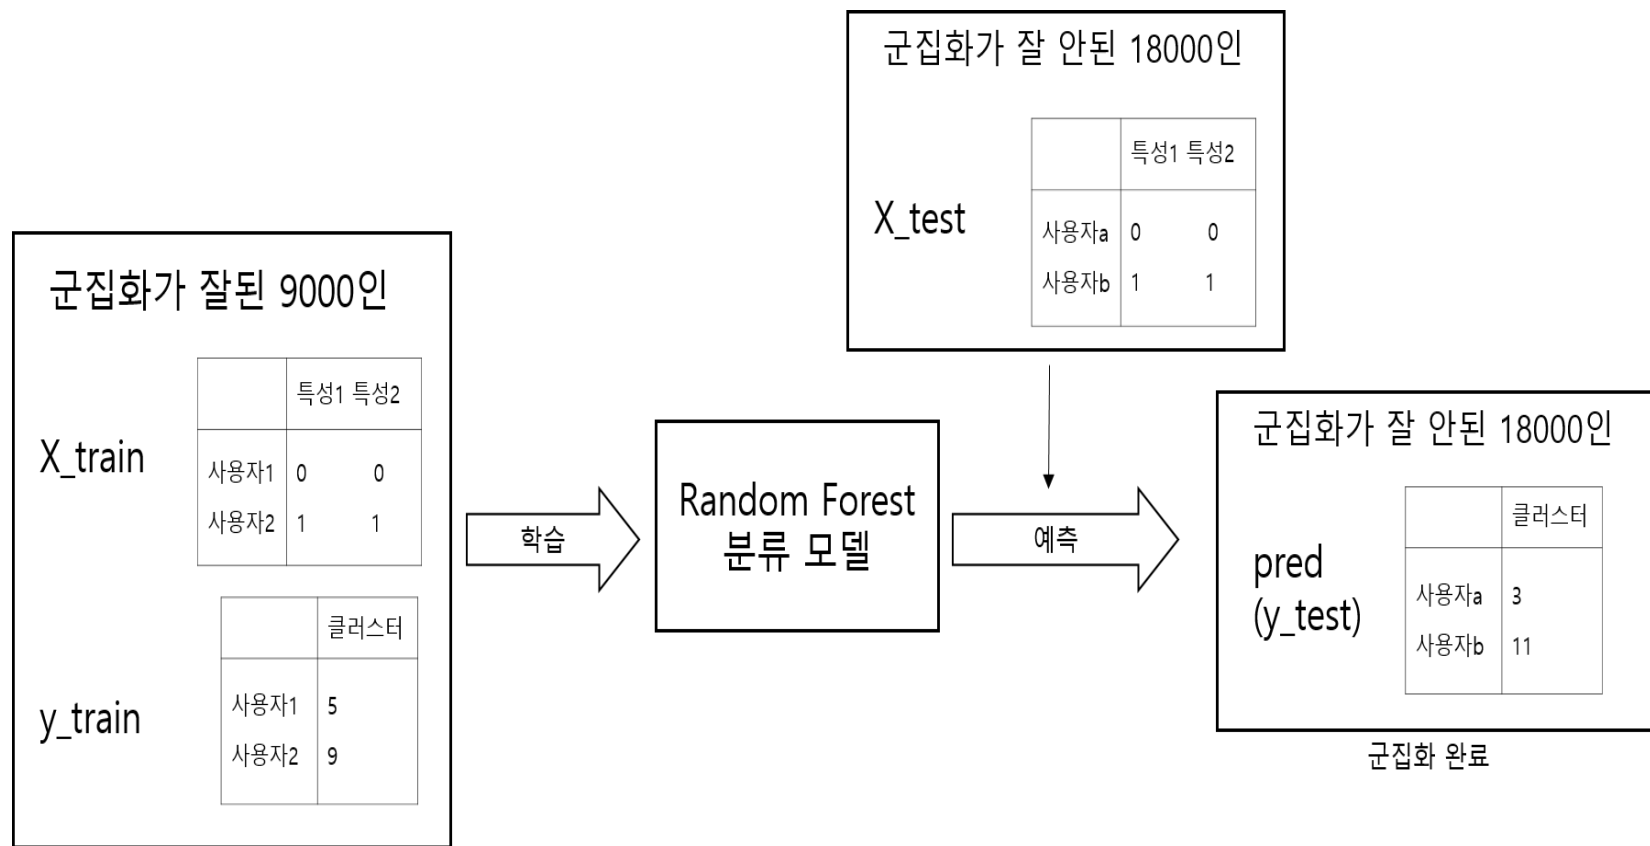 군집화가 잘된 9000인
X_train
특성1 특성2
사용자1 0 0
사용자2 1 1
y_train
클러스터
사용자1 5
사용자2 9
학습
Random Forest
분류 모델
군집화가 잘 안된 18000인
X_test
특성1 특성2
사용자a 0 0
사용자b 1 1
예측
군집화가 잘 안된 18000인
pred
(y_test)
클러스터
사용자a 3
사용자b 11
군집화 완료